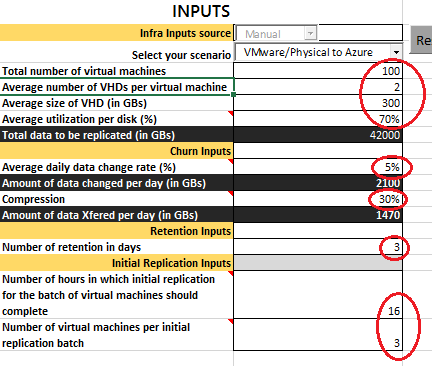 INPUTS
Infra Inputs source Manual Re
Select your scenario VMware/Physical to Azure
Total number of virtual machines 100
Average number of VHDs per virtual machine 2
Average size of VHD (in GBs) 300
Average utilization per disk (%) 70%
Total data to be replicated (in GBs) 42000
Churn Inputs
Average daily data change rate (%) 5%
Amount of data changed per day (in GBs) 2100
Compression 30%
Amount of data Xfered per day (in GBs) 1470
Retention Inputs
Number of retention in days 3
Initial Replication Inputs
Number of hours in which initial replication
for the batch of virtual machines should
complete 16
Number of virtual machines per initial
replication batch 3